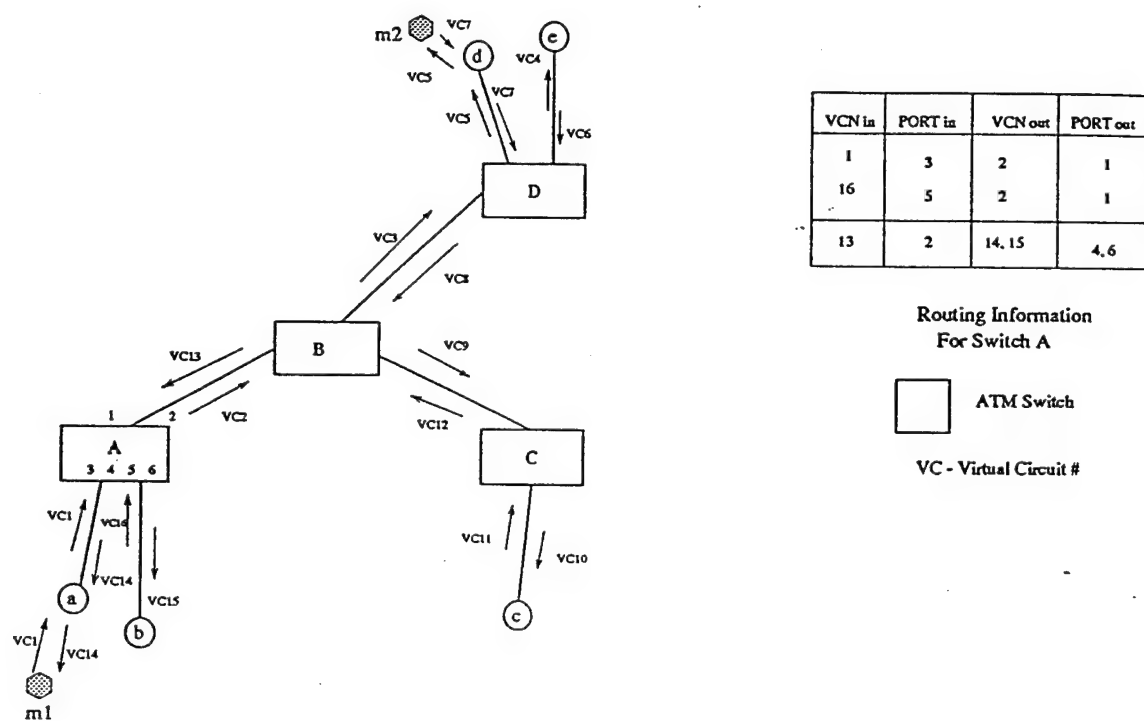 VC7
m2
e
d
VC4
VC5
VC7
VC5
VC6
D
VCN in PORT in VCN out PORT out
1 3 2 1
16 5 2 1
13 2 14, 15 4, 6
VC3
VC8
Routing Information
For Switch A
B
VC13
VC9
ATM Switch
1 2
VC2
VC12
A
C
3 4 5 6
VC - Virtual Circuit #
VC1
VC16
VC11
VC10
VC14
a
VC15
c
b
VC1
VC14
m1